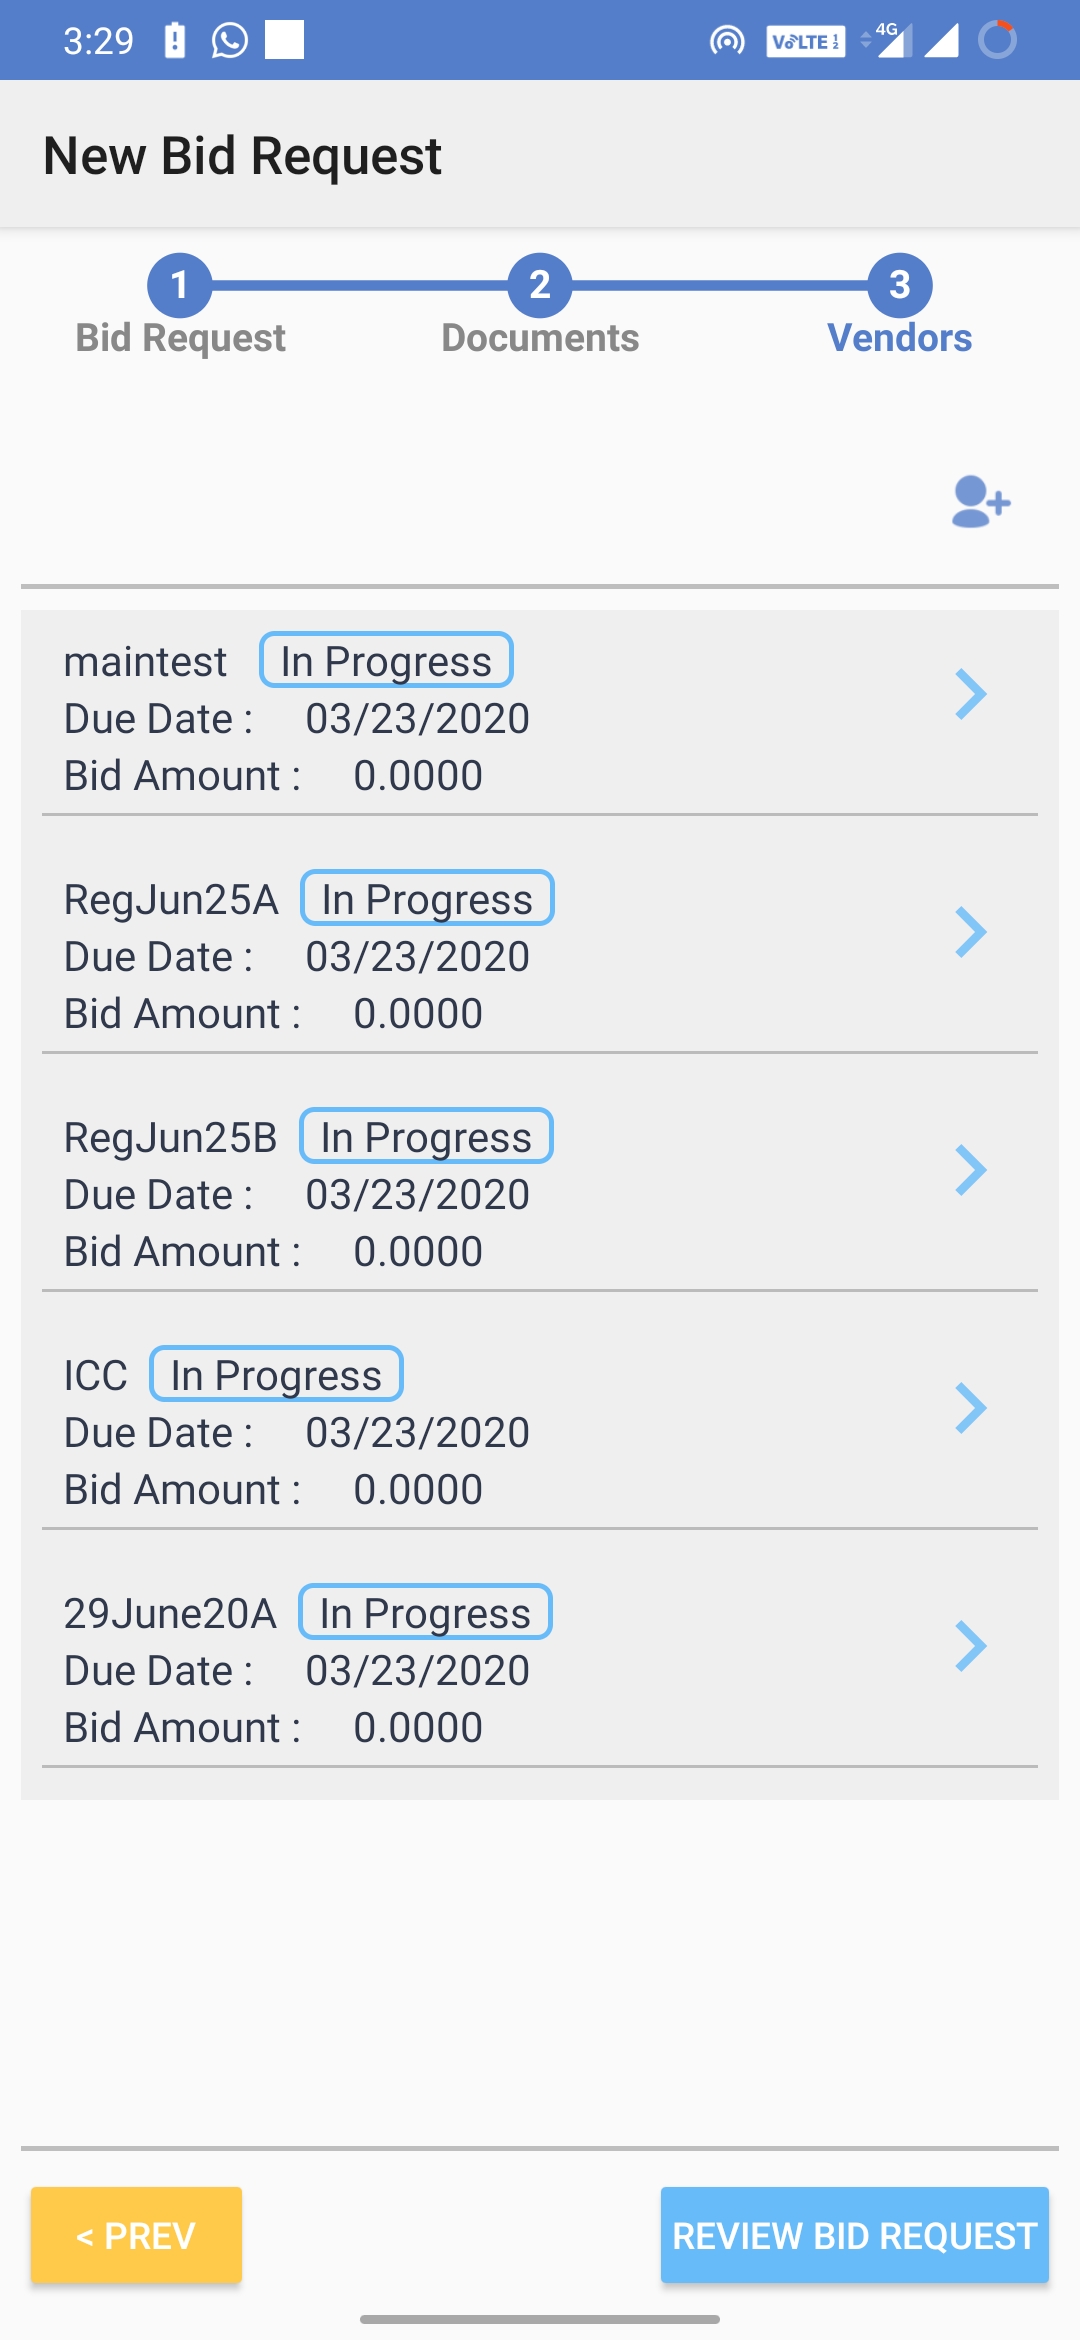 3:29 VoLTE 1 2 4G
New Bid Request
1 2 3
Bid Request Documents Vendors
maintest In Progress
Due Date : 03/23/2020
Bid Amount : 0.0000
RegJun25A In Progress
Due Date : 03/23/2020
Bid Amount : 0.0000
RegJun25B In Progress
Due Date : 03/23/2020
Bid Amount : 0.0000
ICC In Progress
Due Date : 03/23/2020
Bid Amount : 0.0000
29June20A In Progress
Due Date : 03/23/2020
Bid Amount : 0.0000
< PREV REVIEW BID REQUEST